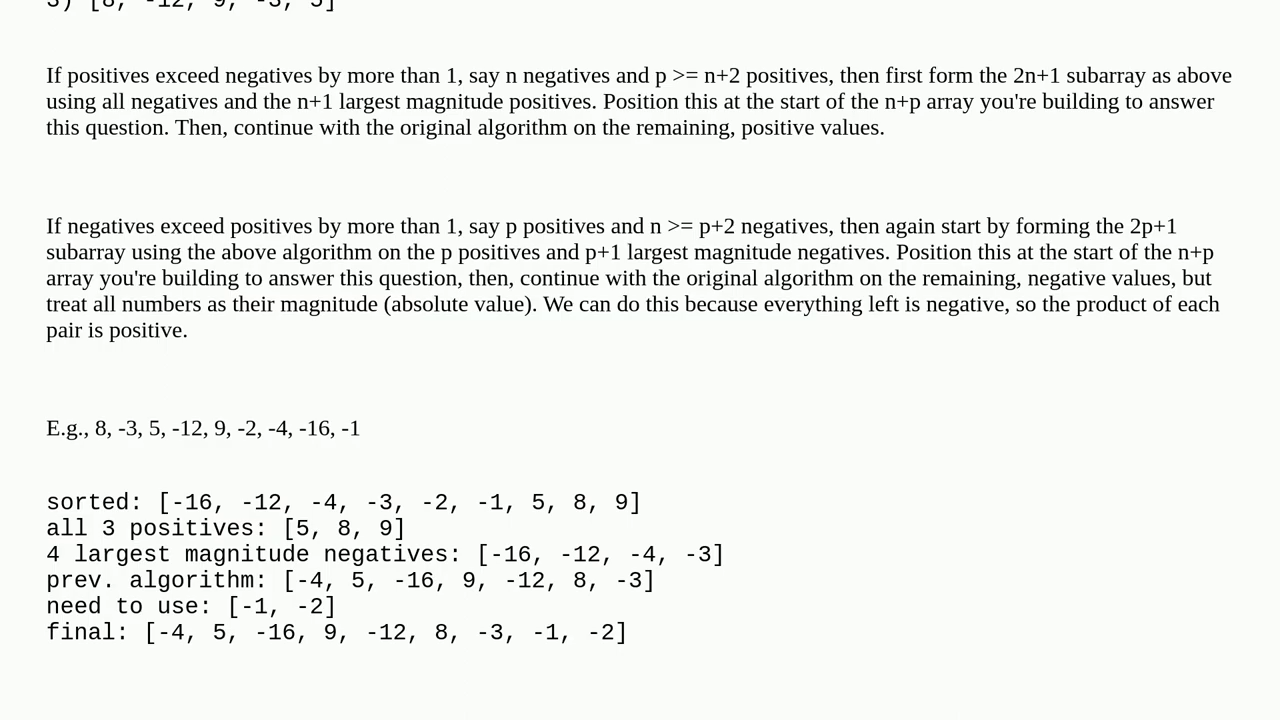 3) [8, -12, 9, -3, 5]
If positives exceed negatives by more than 1, say n negatives and p >= n+2 positives, then first form the 2n+1 subarray as above
using all negatives and the n+1 largest magnitude positives. Position this at the start of the n+p array you're building to answer
this question. Then, continue with the original algorithm on the remaining, positive values.
If negatives exceed positives by more than 1, say p positives and n >= p+2 negatives, then again start by forming the 2p+1
subarray using the above algorithm on the p positives and p+1 largest magnitude negatives. Position this at the start of the n+p
array you're building to answer this question, then, continue with the original algorithm on the remaining, negative values, but
treat all numbers as their magnitude (absolute value). We can do this because everything left is negative, so the product of each
pair is positive.
E.g., 8, -3, 5, -12, 9, -2, -4, -16, -1
sorted: [-16, -12, -4, -3, -2, -1, 5, 8, 9]
all 3 positives: [5, 8, 9]
4 largest magnitude negatives: [-16, -12, -4, -3]
prev. algorithm: [-4, 5, -16, 9, -12, 8, -3]
need to use: [-1, -2]
final: [-4, 5, -16, 9, -12, 8, -3, -1, -2]